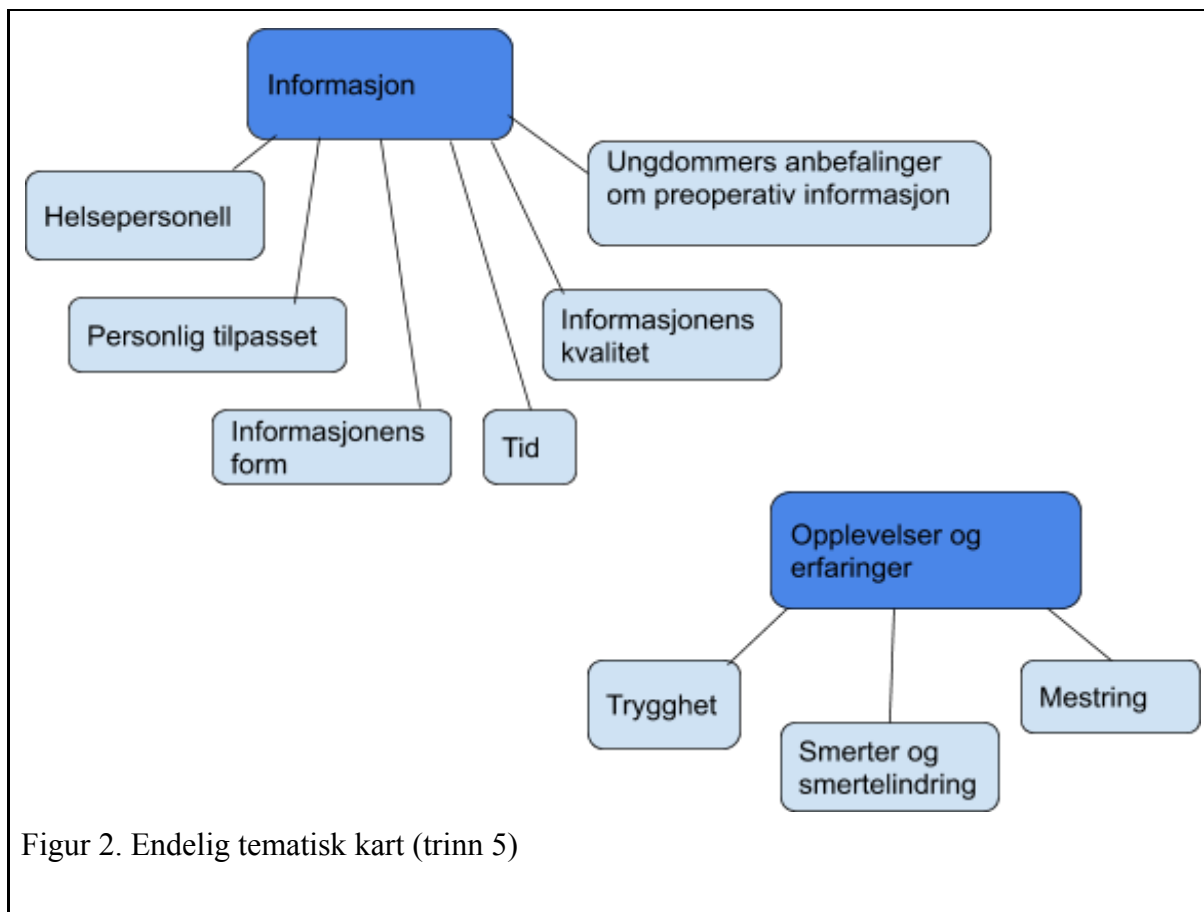 Informasjon
Ungdommers anbefalinger
om preoperativ informasjon
Helsepersonell
Personlig tilpasset
Informasjonens
kvalitet
Informasjonens
form
Tid
Opplevelser og
erfaringer
Trygghet
Smerter og
smertelindring
Mestring
Figur 2. Endelig tematisk kart (trinn 5)